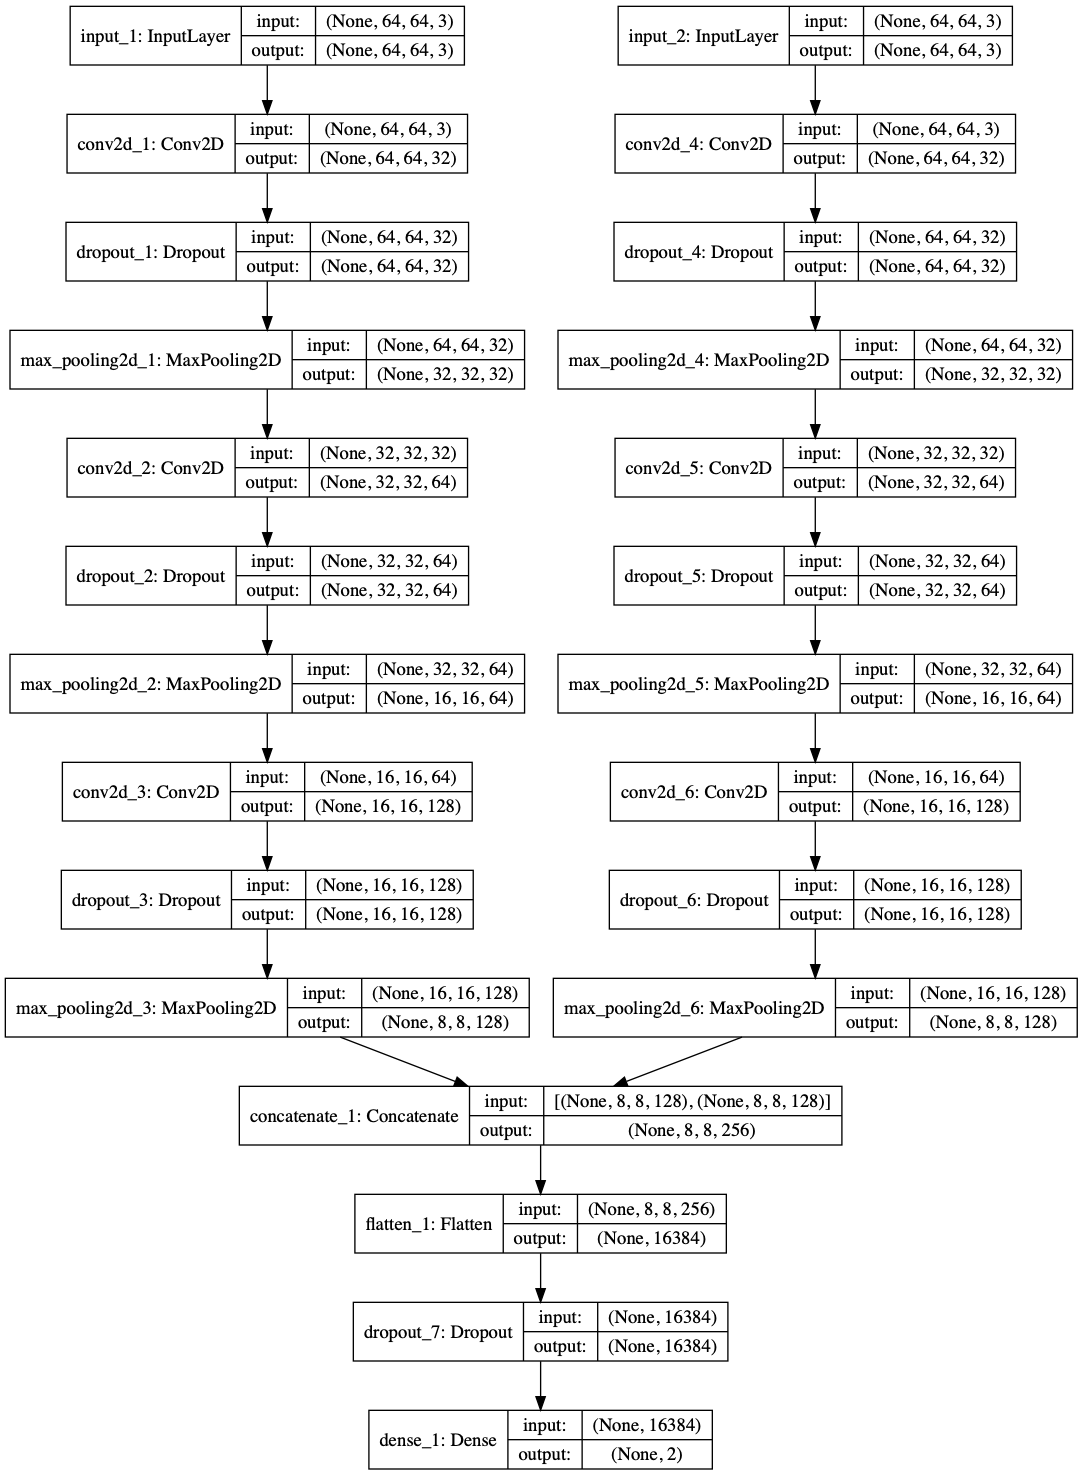 input_1: InputLayer
input: (None, 64, 64, 3)
output: (None, 64, 64, 3)
conv2d_1: Conv2D
input: (None, 64, 64, 3)
output: (None, 64, 64, 32)
dropout_1: Dropout
input: (None, 64, 64, 32)
output: (None, 64, 64, 32)
max_pooling2d_1: MaxPooling2D
input: (None, 64, 64, 32)
output: (None, 32, 32, 32)
conv2d_2: Conv2D
input: (None, 32, 32, 32)
output: (None, 32, 32, 64)
dropout_2: Dropout
input: (None, 32, 32, 64)
output: (None, 32, 32, 64)
max_pooling2d_2: MaxPooling2D
input: (None, 32, 32, 64)
output: (None, 16, 16, 64)
conv2d_3: Conv2D
input: (None, 16, 16, 64)
output: (None, 16, 16, 128)
dropout_3: Dropout
input: (None, 16, 16, 128)
output: (None, 16, 16, 128)
max_pooling2d_3: MaxPooling2D
input: (None, 16, 16, 128)
output: (None, 8, 8, 128)
input_2: InputLayer
input: (None, 64, 64, 3)
output: (None, 64, 64, 3)
conv2d_4: Conv2D
input: (None, 64, 64, 3)
output: (None, 64, 64, 32)
dropout_4: Dropout
input: (None, 64, 64, 32)
output: (None, 64, 64, 32)
max_pooling2d_4: MaxPooling2D
input: (None, 64, 64, 32)
output: (None, 32, 32, 32)
conv2d_5: Conv2D
input: (None, 32, 32, 32)
output: (None, 32, 32, 64)
dropout_5: Dropout
input: (None, 32, 32, 64)
output: (None, 32, 32, 64)
max_pooling2d_5: MaxPooling2D
input: (None, 32, 32, 64)
output: (None, 16, 16, 64)
conv2d_6: Conv2D
input: (None, 16, 16, 64)
output: (None, 16, 16, 128)
dropout_6: Dropout
input: (None, 16, 16, 128)
output: (None, 16, 16, 128)
max_pooling2d_6: MaxPooling2D
input: (None, 16, 16, 128)
output: (None, 8, 8, 128)
concatenate_1: Concatenate
input: [(None, 8, 8, 128), (None, 8, 8, 128)]
output: (None, 8, 8, 256)
flatten_1: Flatten
input: (None, 8, 8, 256)
output: (None, 16384)
dropout_7: Dropout
input: (None, 16384)
output: (None, 16384)
dense_1: Dense
input: (None, 16384)
output: (None, 2)